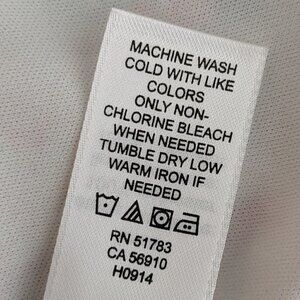 MACHINE WASH
COLD WITH LIKE
COLORS
ONLY NON-
CHLORINE BLEACH
WHEN NEEDED
TUMBLE DRY LOW
WARM IRON IF
NEEDED
RN 51783
CA 56910
H0914